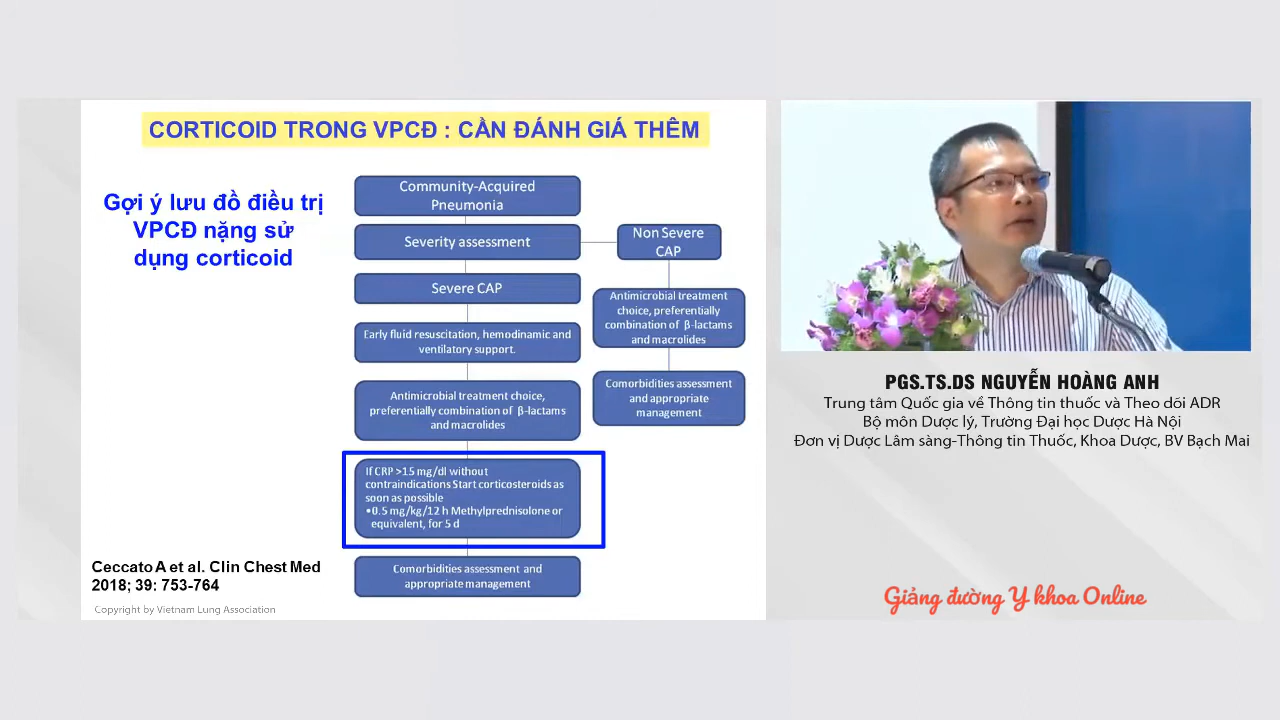 CORTICOID TRONG VPCĐ : CẦN ĐÁNH GIÁ THÊM
Gợi ý lưu đồ điều trị
VPCĐ nặng sử
dụng corticoid
Community-Acquired
Pneumonia
Severity assessment
Non Severe
CAP
Severe CAP
Antimicrobial treatment
choice, preferentially
combination of β-lactams
and macrolides
Early fluid resuscitation, hemodinamic and
ventilatory support.
Comorbidities assessment
and appropriate
management
Antimicrobial treatment choice,
preferentially combination of β-lactams
and macrolides
If CRP >15 mg/dl without
contraindications Start corticosteroids as
soon as possible
•0.5 mg/kg/12 h Methylprednisolone or
equivalent, for 5 d
Comorbidities assessment and
appropriate management
Ceccato A et al. Clin Chest Med
2018; 39: 753-764
Copyright by Vietnam Lung Association
PGS.TS.DS NGUYỄN HOÀNG ANH
Trung tâm Quốc gia về Thông tin thuốc và Theo dõi ADR
Bộ môn Dược lý, Trường Đại học Dược Hà Nội
Đơn vị Dược Lâm sàng-Thông tin Thuốc, Khoa Dược, BV Bạch Mai
Giảng đường Y khoa Online